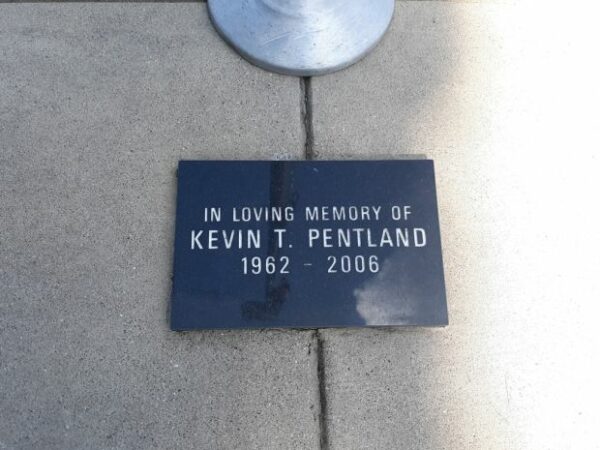 IN LOVING MEMORY OF
KEVIN T. PENTLAND
1962 - 2006